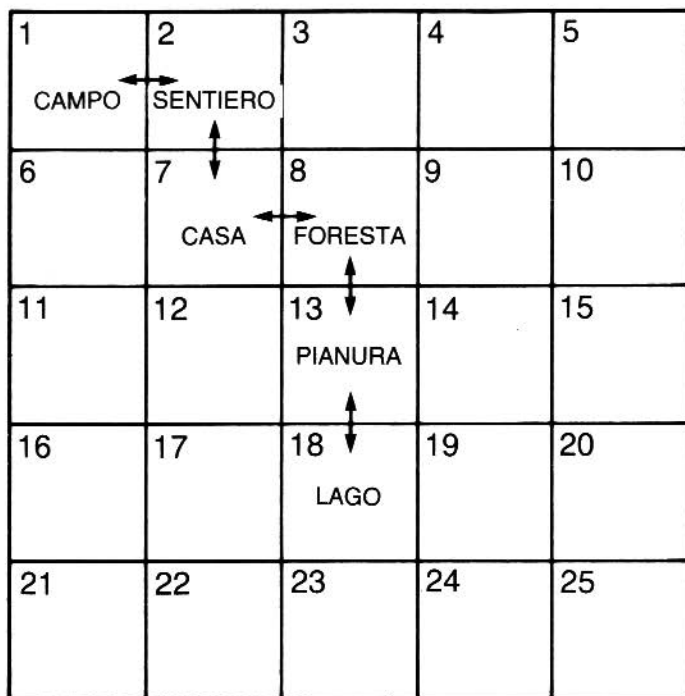 1 2 3 4 5
CAMPO SENTIERO
6 7 8 9 10
CASA FORESTA
11 12 13 14 15
PIANURA
16 17 18 19 20
LAGO
21 22 23 24 25